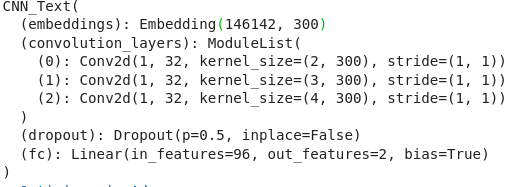 CNN_Text(
  (embeddings): Embedding(146142, 300)
  (convolution_layers): ModuleList(
    (0): Conv2d(1, 32, kernel_size=(2, 300), stride=(1, 1))
    (1): Conv2d(1, 32, kernel_size=(3, 300), stride=(1, 1))
    (2): Conv2d(1, 32, kernel_size=(4, 300), stride=(1, 1))
  )
  (dropout): Dropout(p=0.5, inplace=False)
  (fc): Linear(in_features=96, out_features=2, bias=True)
)